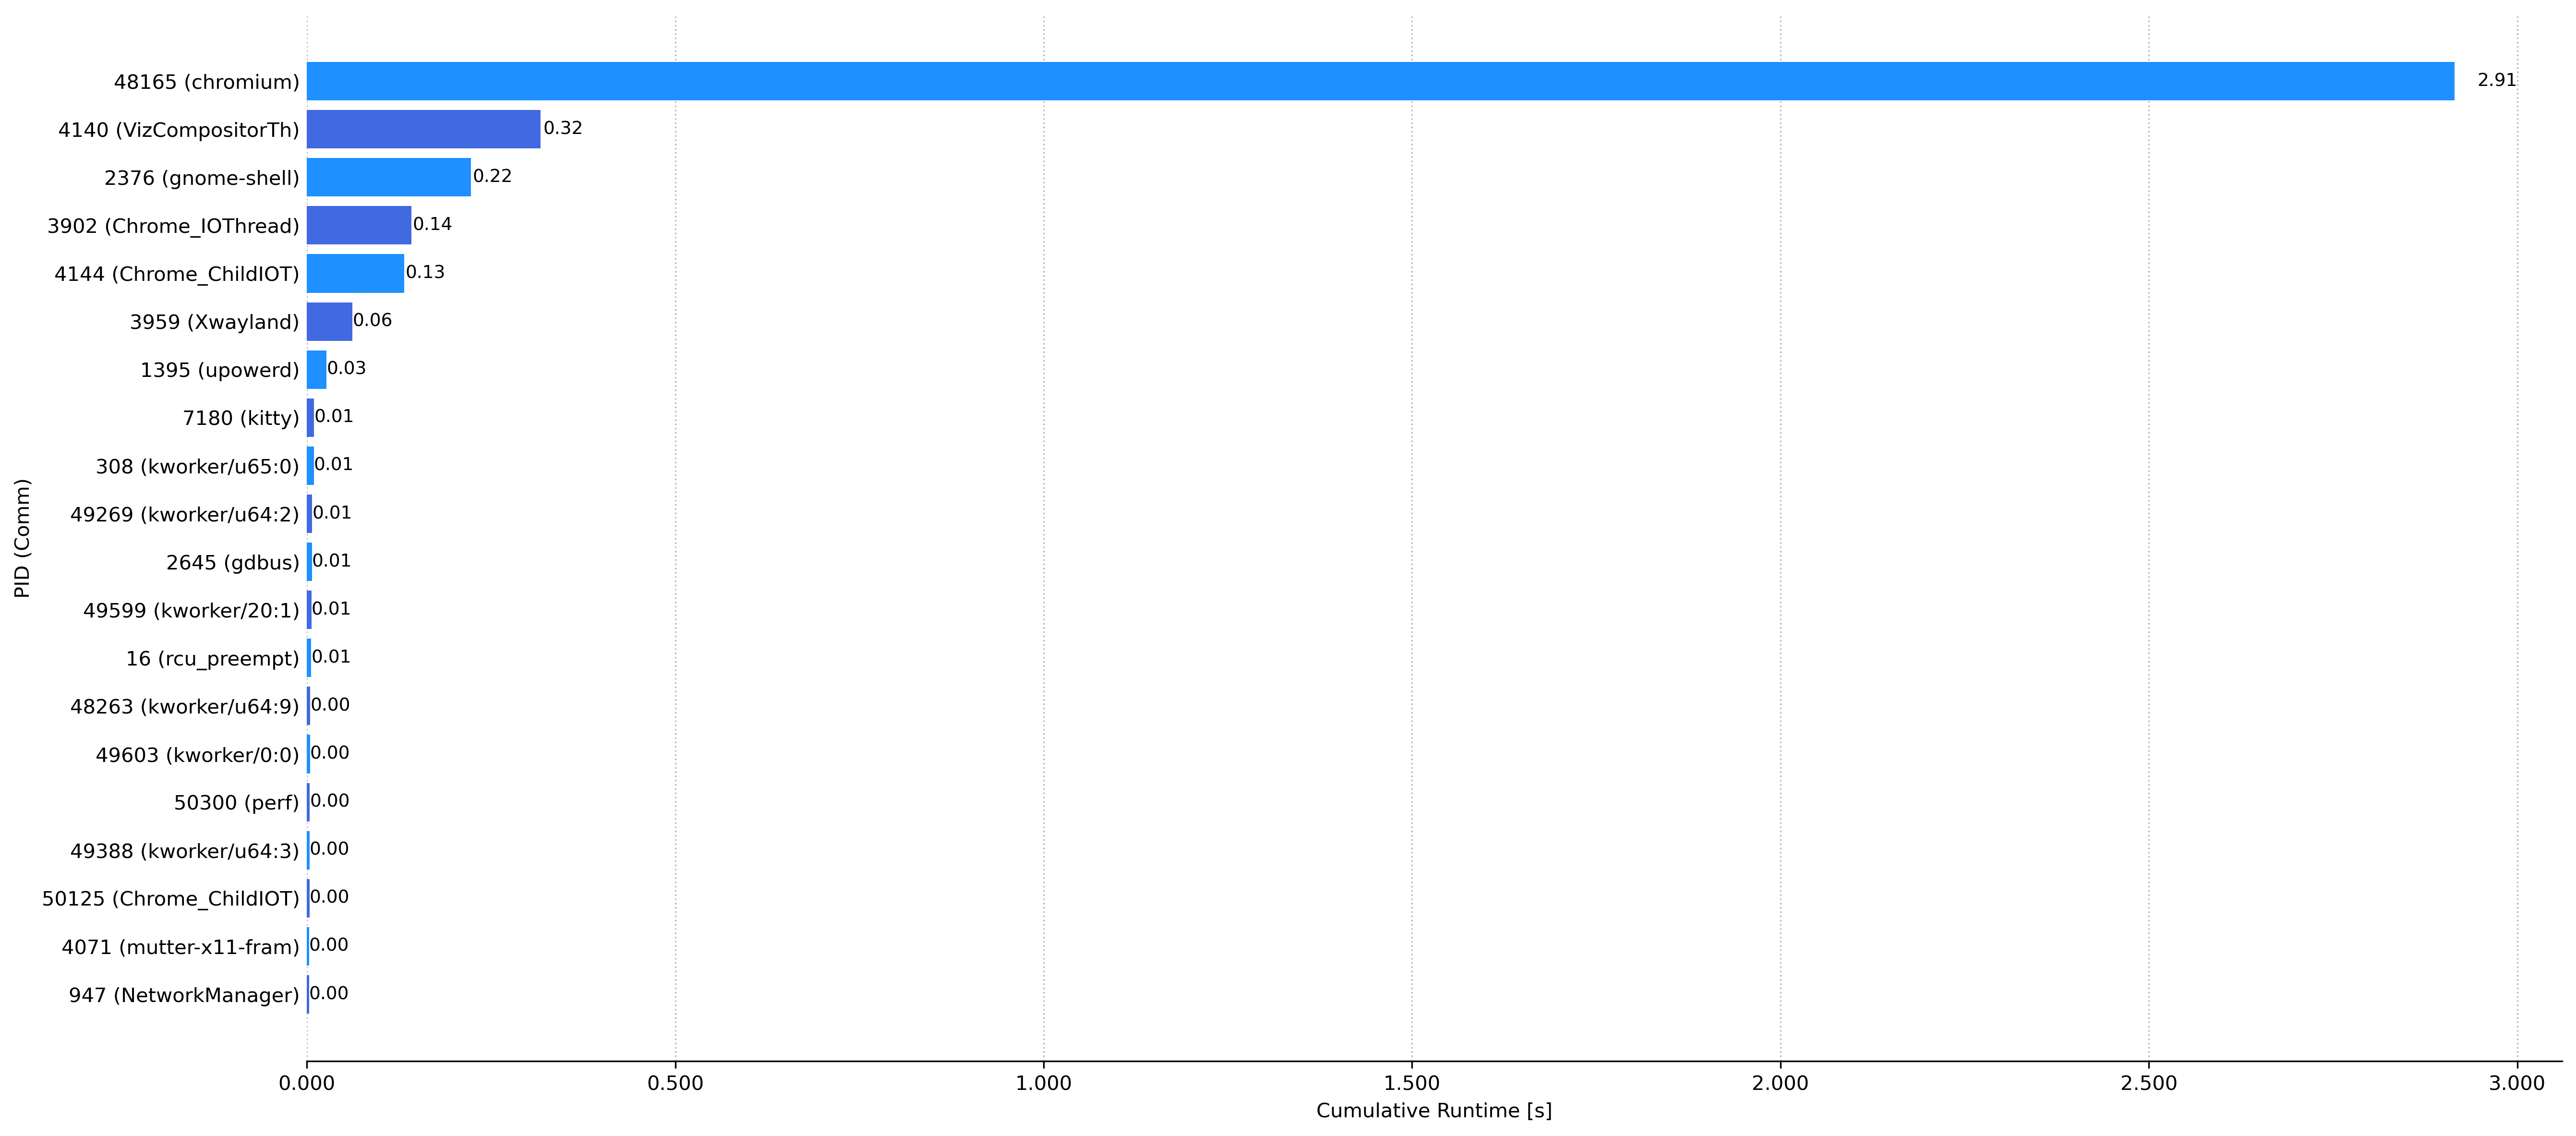 48165 (chromium) 2.91
4140 (VizCompositorTh) 0.32
2376 (gnome-shell) 0.22
3902 (Chrome_IOThread) 0.14
4144 (Chrome_ChildIOT) 0.13
3959 (Xwayland) 0.06
1395 (upowerd) 0.03
7180 (kitty) 0.01
308 (kworker/u65:0) 0.01
49269 (kworker/u64:2) 0.01
2645 (gdbus) 0.01
49599 (kworker/20:1) 0.01
16 (rcu_preempt) 0.01
48263 (kworker/u64:9) 0.00
49603 (kworker/0:0) 0.00
50300 (perf) 0.00
49388 (kworker/u64:3) 0.00
50125 (Chrome_ChildIOT) 0.00
4071 (mutter-x11-fram) 0.00
947 (NetworkManager) 0.00
PID (Comm)
0.000 0.500 1.000 1.500 2.000 2.500 3.000
Cumulative Runtime [s]